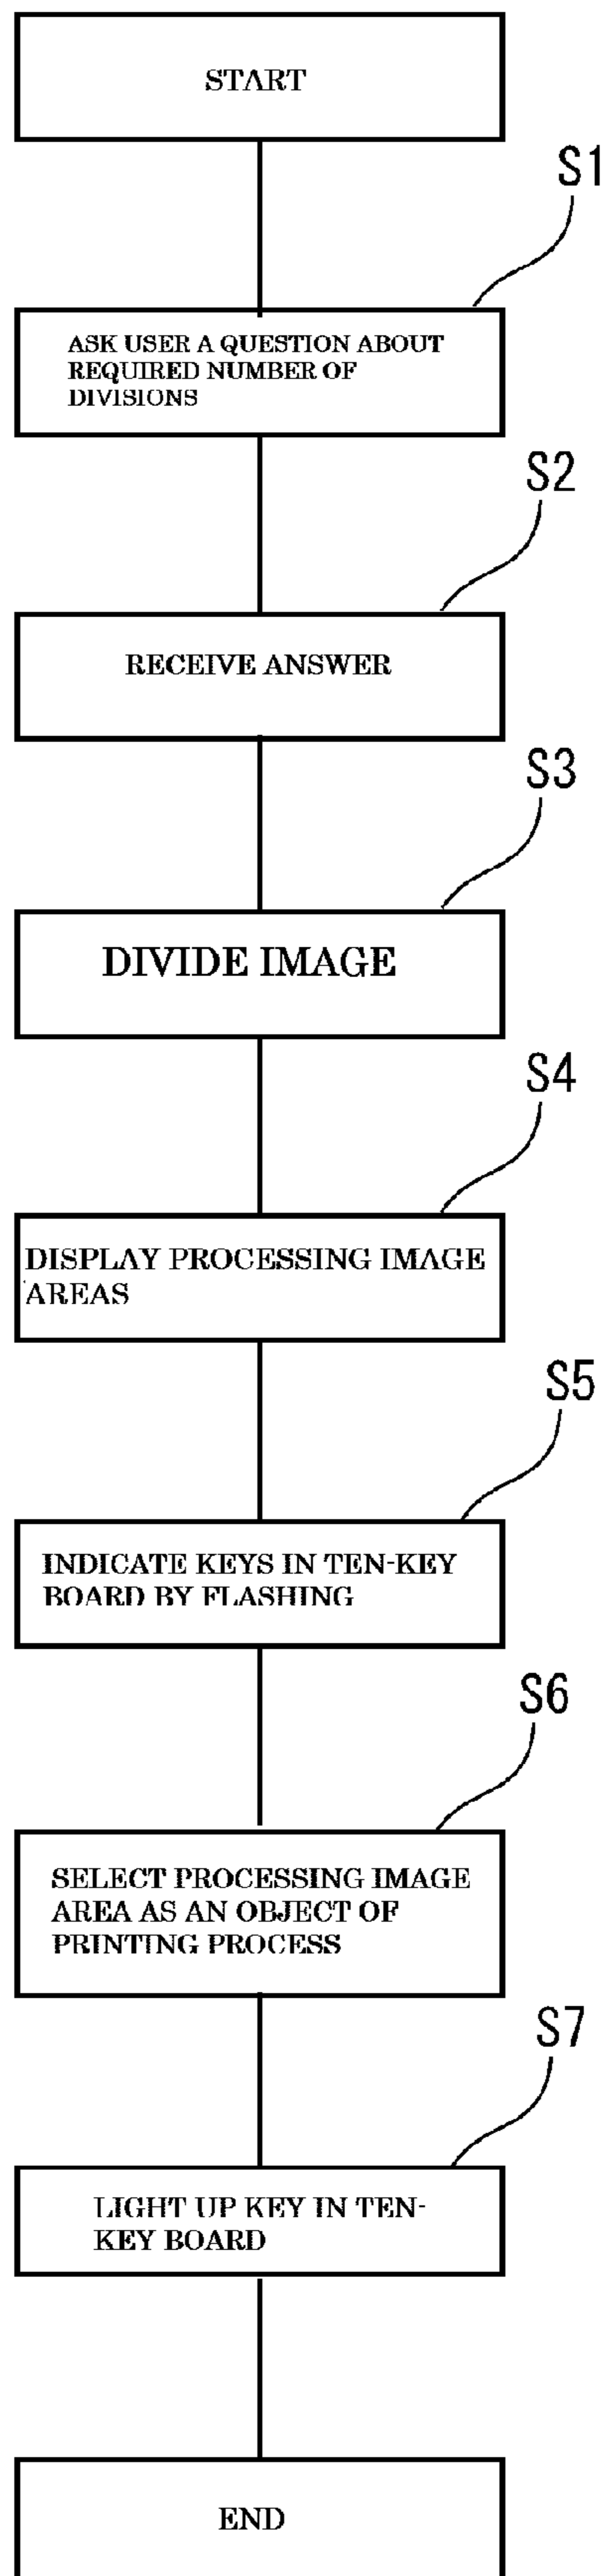 START
S1
ASK USER A QUESTION ABOUT
REQUIRED NUMBER OF
DIVISIONS
S2
RECEIVE ANSWER
S3
DIVIDE IMAGE
S4
DISPLAY PROCESSING IMAGE
AREAS
S5
INDICATE KEYS IN TEN-KEY
BOARD BY FLASHING
S6
SELECT PROCESSING IMAGE
AREA AS AN OBJECT OF
PRINTING PROCESS
S7
LIGHT UP KEY IN TEN-
KEY BOARD
END